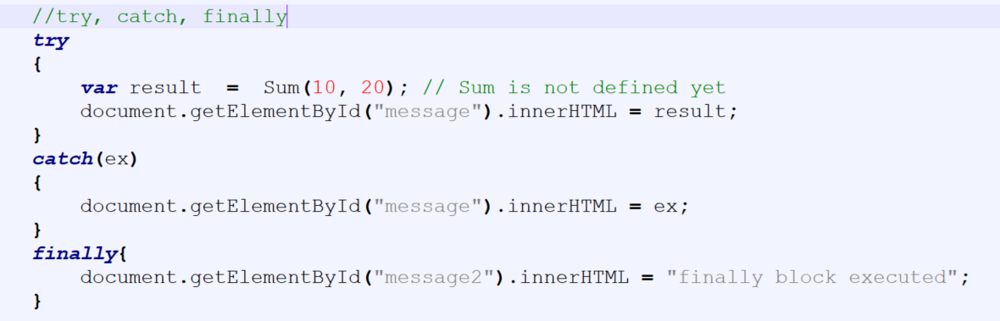 //try, catch, finally
try
{
    var result  =  Sum(10, 20); // Sum is not defined yet
    document.getElementById("message").innerHTML = result;
}
catch(ex)
{
    document.getElementById("message").innerHTML = ex;
}
finally{
    document.getElementById("message2").innerHTML = "finally block executed";
}